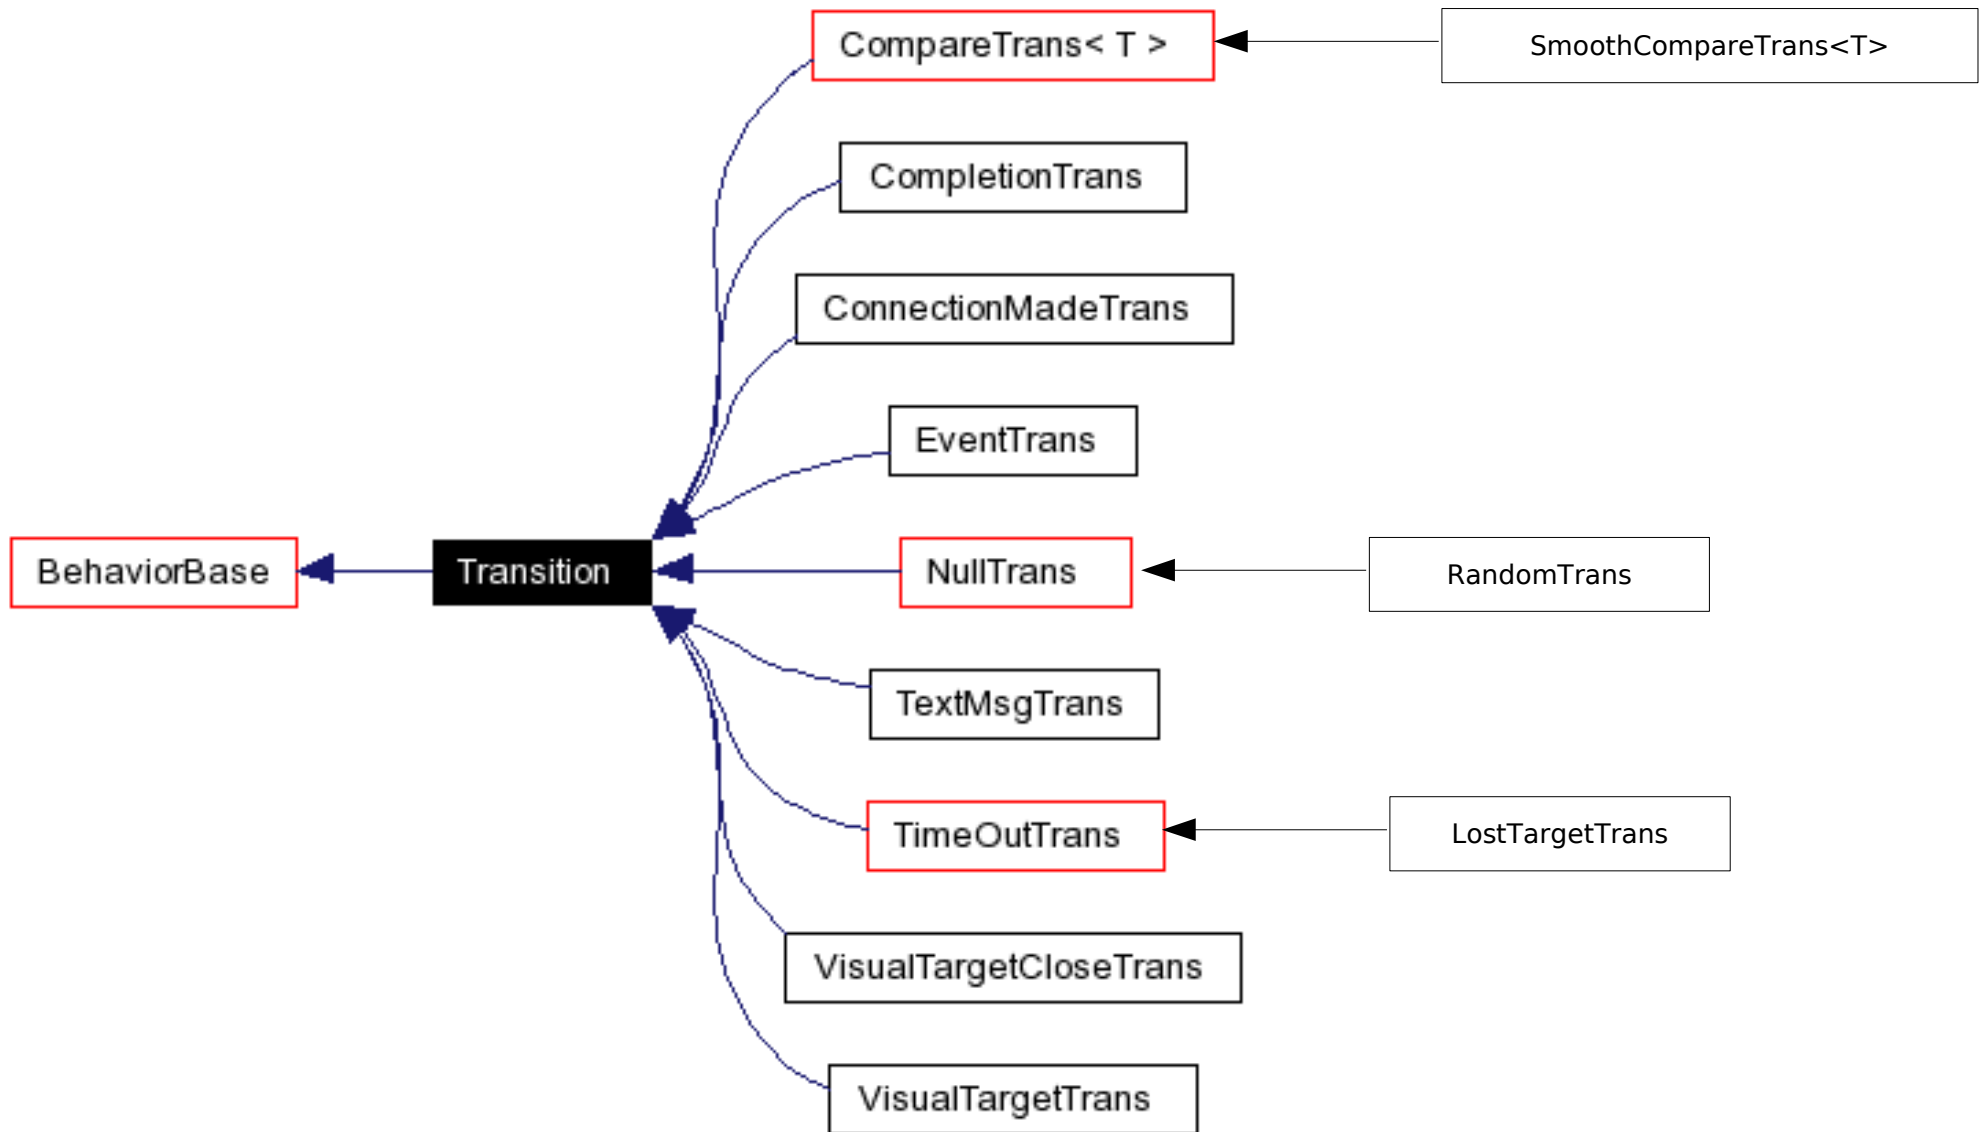 CompareTrans< T >
SmoothCompareTrans<T>
CompletionTrans
ConnectionMadeTrans
EventTrans
BehaviorBase
Transition
NullTrans
RandomTrans
TextMsgTrans
TimeOutTrans
LostTargetTrans
VisualTargetCloseTrans
VisualTargetTrans